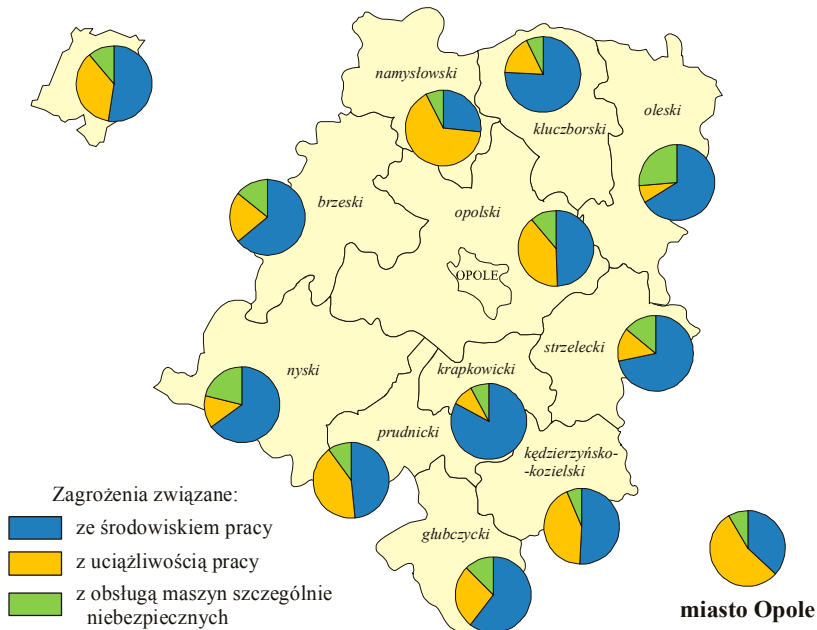 namysłowski
kluczborski
oleski
brzeski
opolski
OPOLE
strzelecki
nyski
krapkowicki
prudnicki
kędzierzyńsko-
-kozielski
głubczycki
Zagrożenia związane:
ze środowiskiem pracy
z uciążliwością pracy
z obsługą maszyn szczególnie
niebezpiecznych
miasto Opole